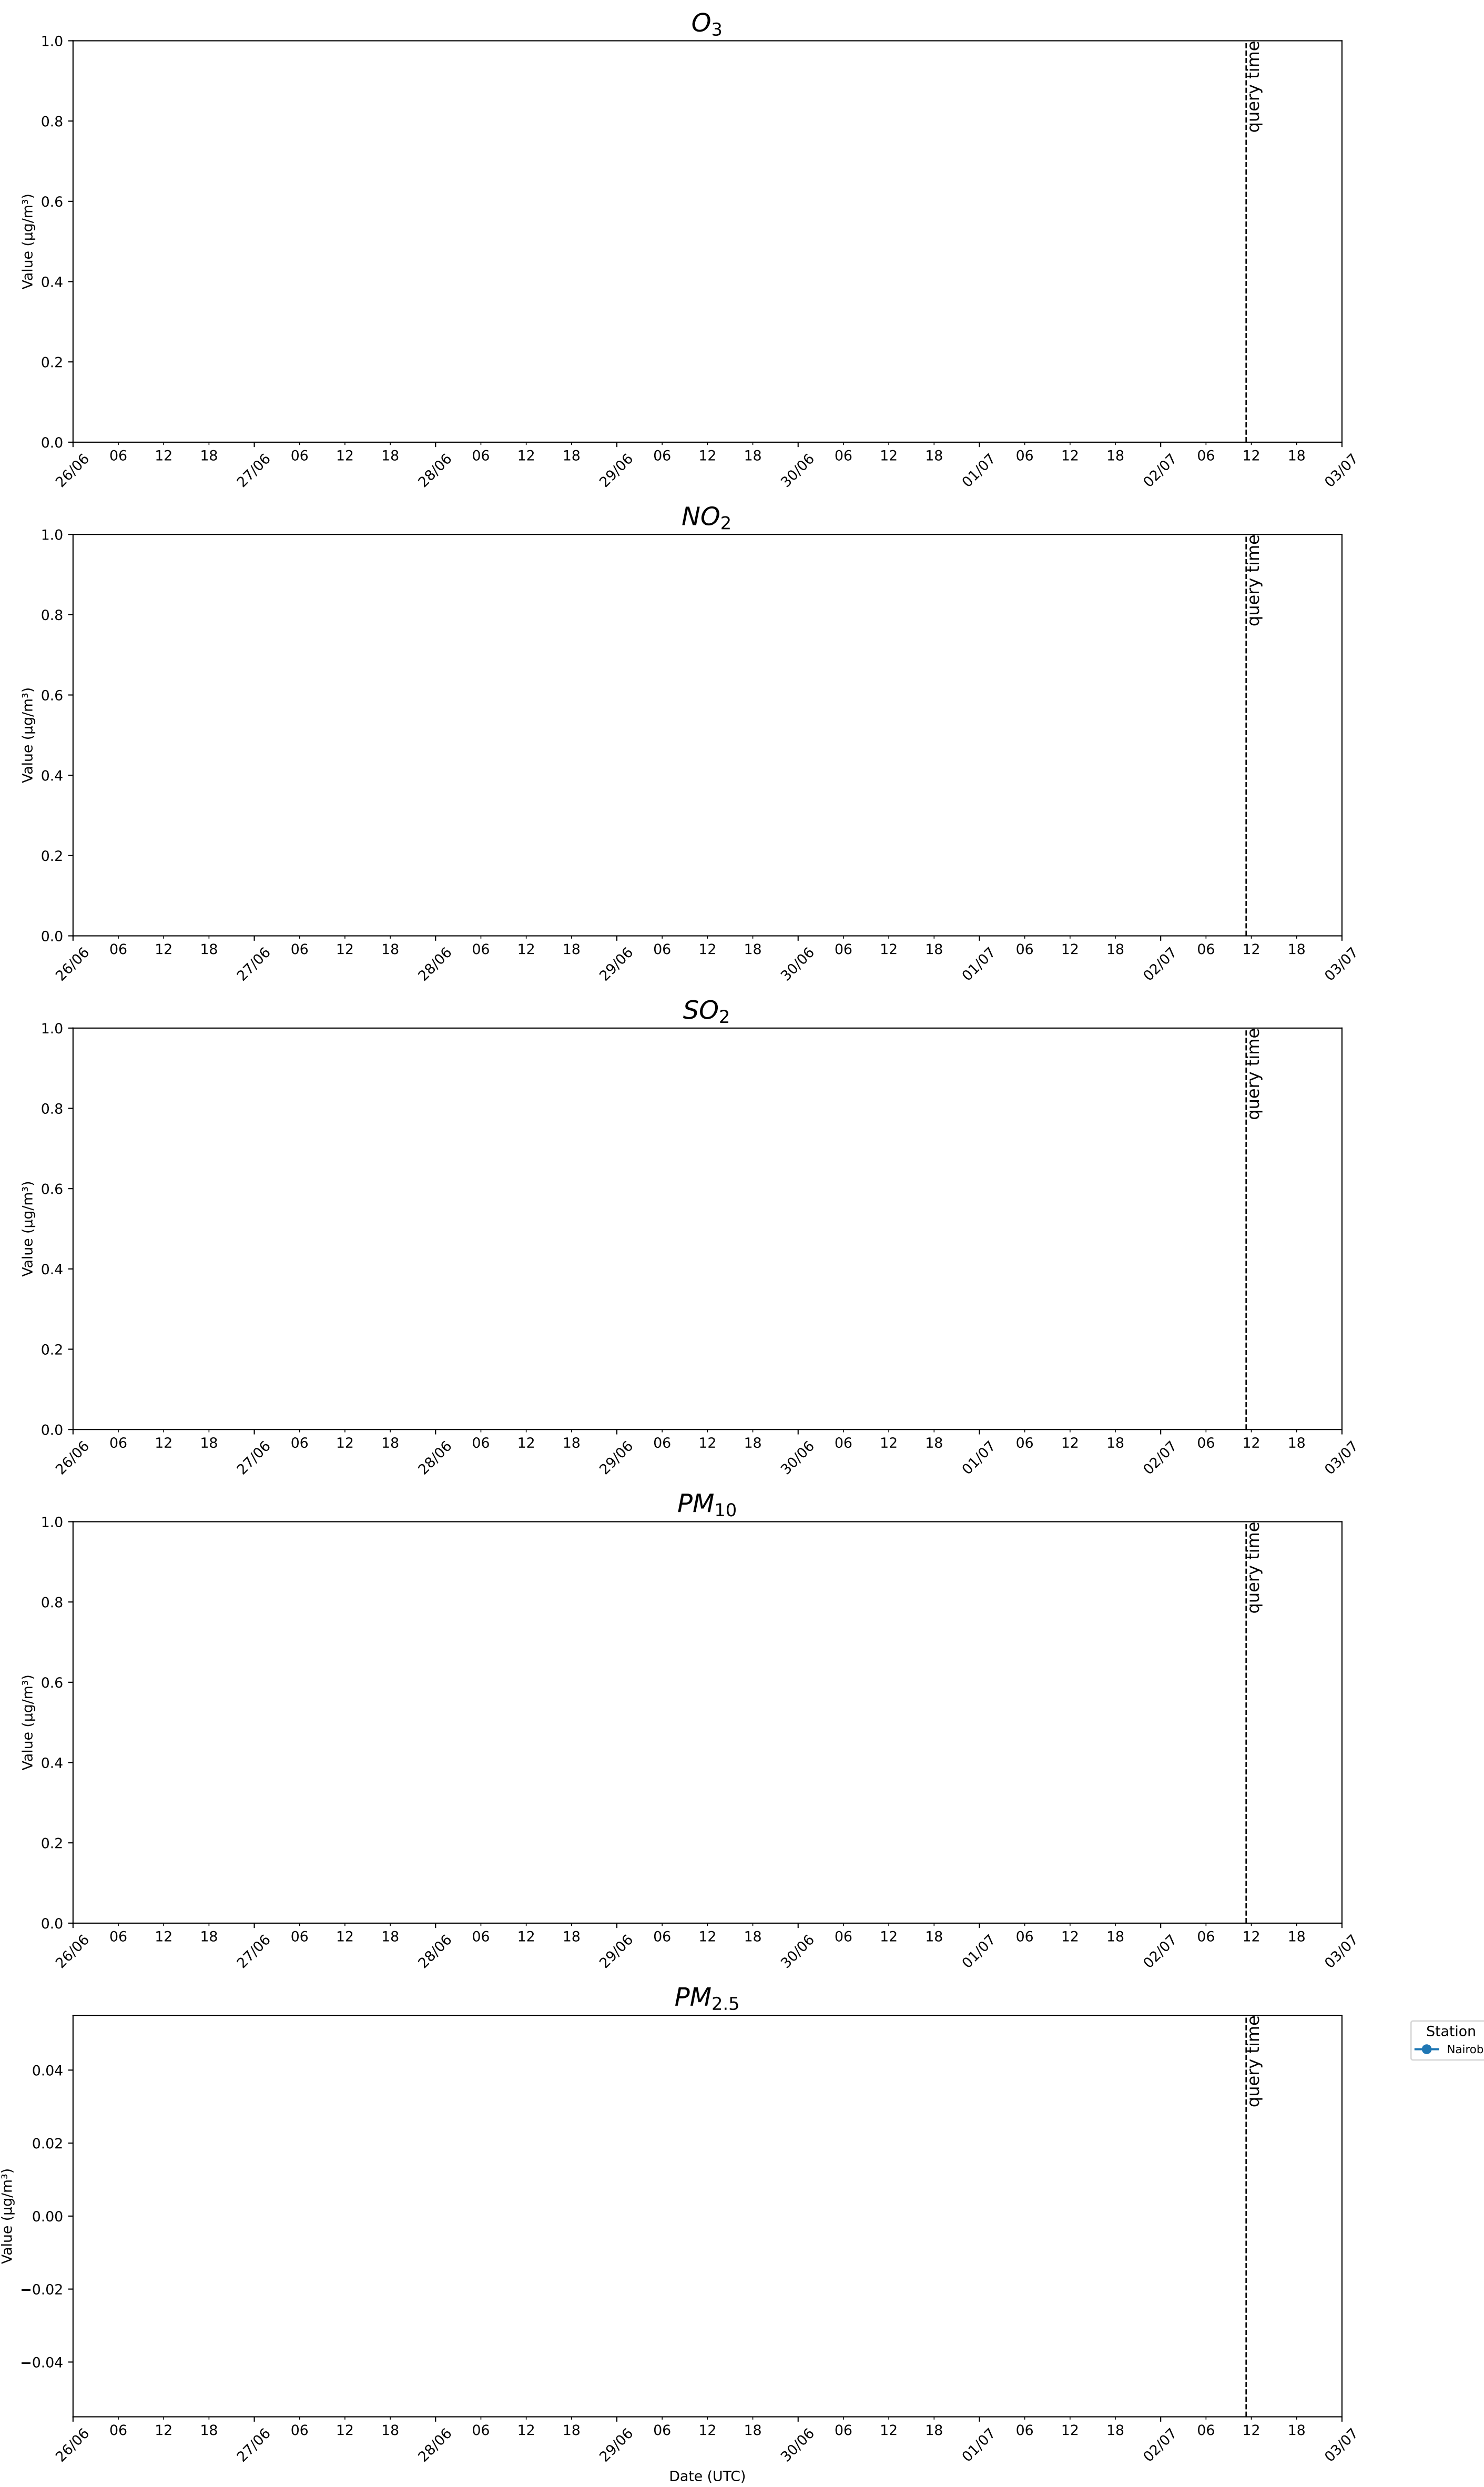 O3
Value (µg/m³)
1.0
0.8
0.6
0.4
0.2
0.0
query time
26/06 06 12 18 27/06 06 12 18 28/06 06 12 18 29/06 06 12 18 30/06 06 12 18 01/07 06 12 18 02/07 06 12 18 03/07
NO2
Value (µg/m³)
1.0
0.8
0.6
0.4
0.2
0.0
query time
26/06 06 12 18 27/06 06 12 18 28/06 06 12 18 29/06 06 12 18 30/06 06 12 18 01/07 06 12 18 02/07 06 12 18 03/07
SO2
Value (µg/m³)
1.0
0.8
0.6
0.4
0.2
0.0
query time
26/06 06 12 18 27/06 06 12 18 28/06 06 12 18 29/06 06 12 18 30/06 06 12 18 01/07 06 12 18 02/07 06 12 18 03/07
PM10
Value (µg/m³)
1.0
0.8
0.6
0.4
0.2
0.0
query time
26/06 06 12 18 27/06 06 12 18 28/06 06 12 18 29/06 06 12 18 30/06 06 12 18 01/07 06 12 18 02/07 06 12 18 03/07
PM2.5
Value (µg/m³)
0.04
0.02
0.00
−0.02
−0.04
query time
Station
Nairob
26/06 06 12 18 27/06 06 12 18 28/06 06 12 18 29/06 06 12 18 30/06 06 12 18 01/07 06 12 18 02/07 06 12 18 03/07
Date (UTC)